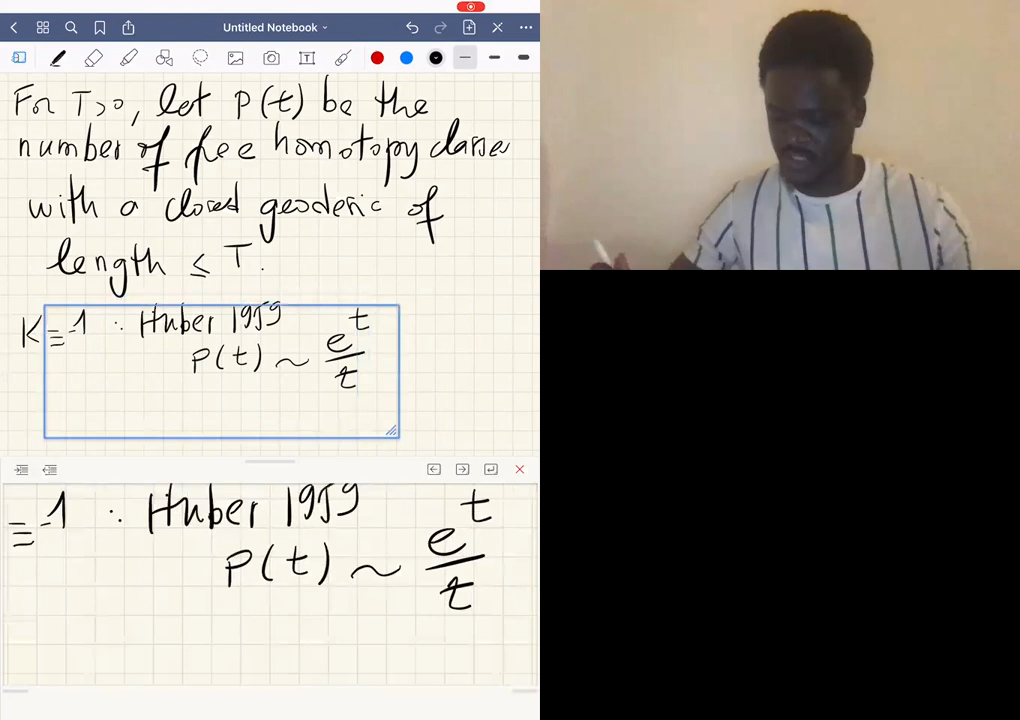 Untitled Notebook
For T>0, let P(t) be the
number of free homotopy classes
with a closed geodesic of
length ≤ T.
K≡-1 : Huber 1959
P(t) ~ e^t/t
≡-1 : Huber 1959
P(t) ~ e^t/t